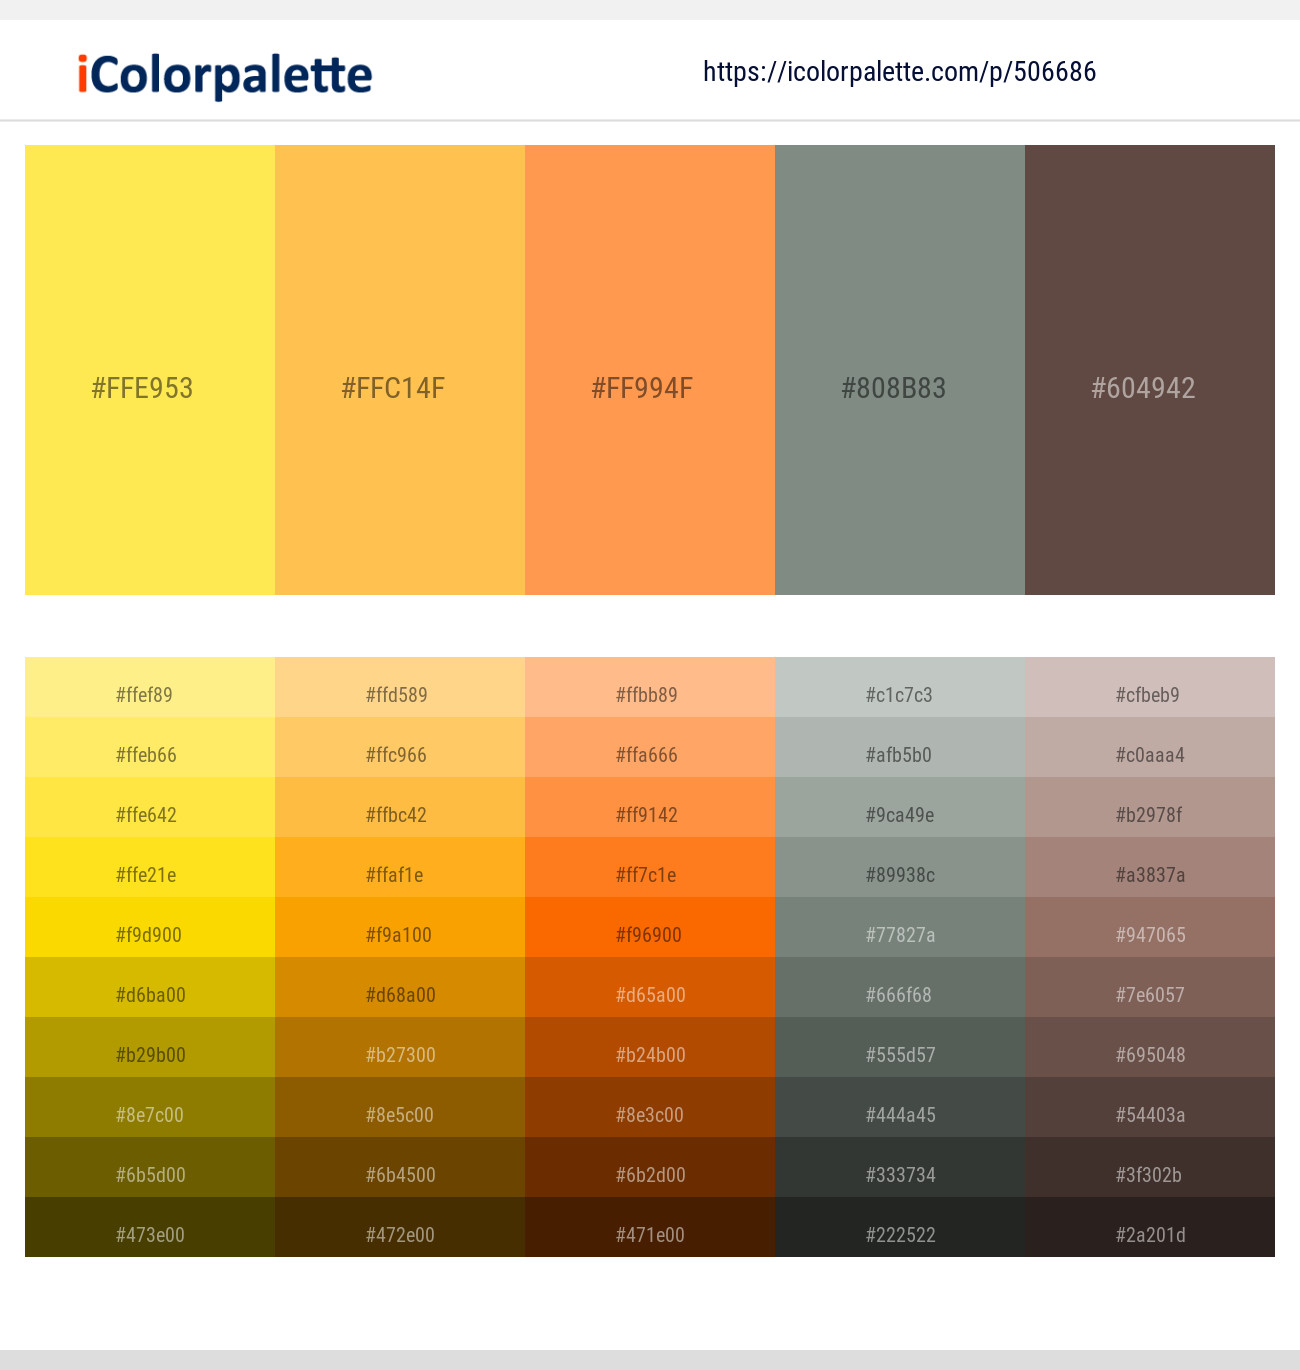 iColorpalette
https://icolorpalette.com/p/506686
#FFE953 #FFC14F #FF994F #808B83 #604942
#ffef89 #ffd589 #ffbb89 #c1c7c3 #cfbeb9
#ffeb66 #ffc966 #ffa666 #afb5b0 #c0aaa4
#ffe642 #ffbc42 #ff9142 #9ca49e #b2978f
#ffe21e #ffaf1e #ff7c1e #89938c #a3837a
#f9d900 #f9a100 #f96900 #77827a #947065
#d6ba00 #d68a00 #d65a00 #666f68 #7e6057
#b29b00 #b27300 #b24b00 #555d57 #695048
#8e7c00 #8e5c00 #8e3c00 #444a45 #54403a
#6b5d00 #6b4500 #6b2d00 #333734 #3f302b
#473e00 #472e00 #471e00 #222522 #2a201d